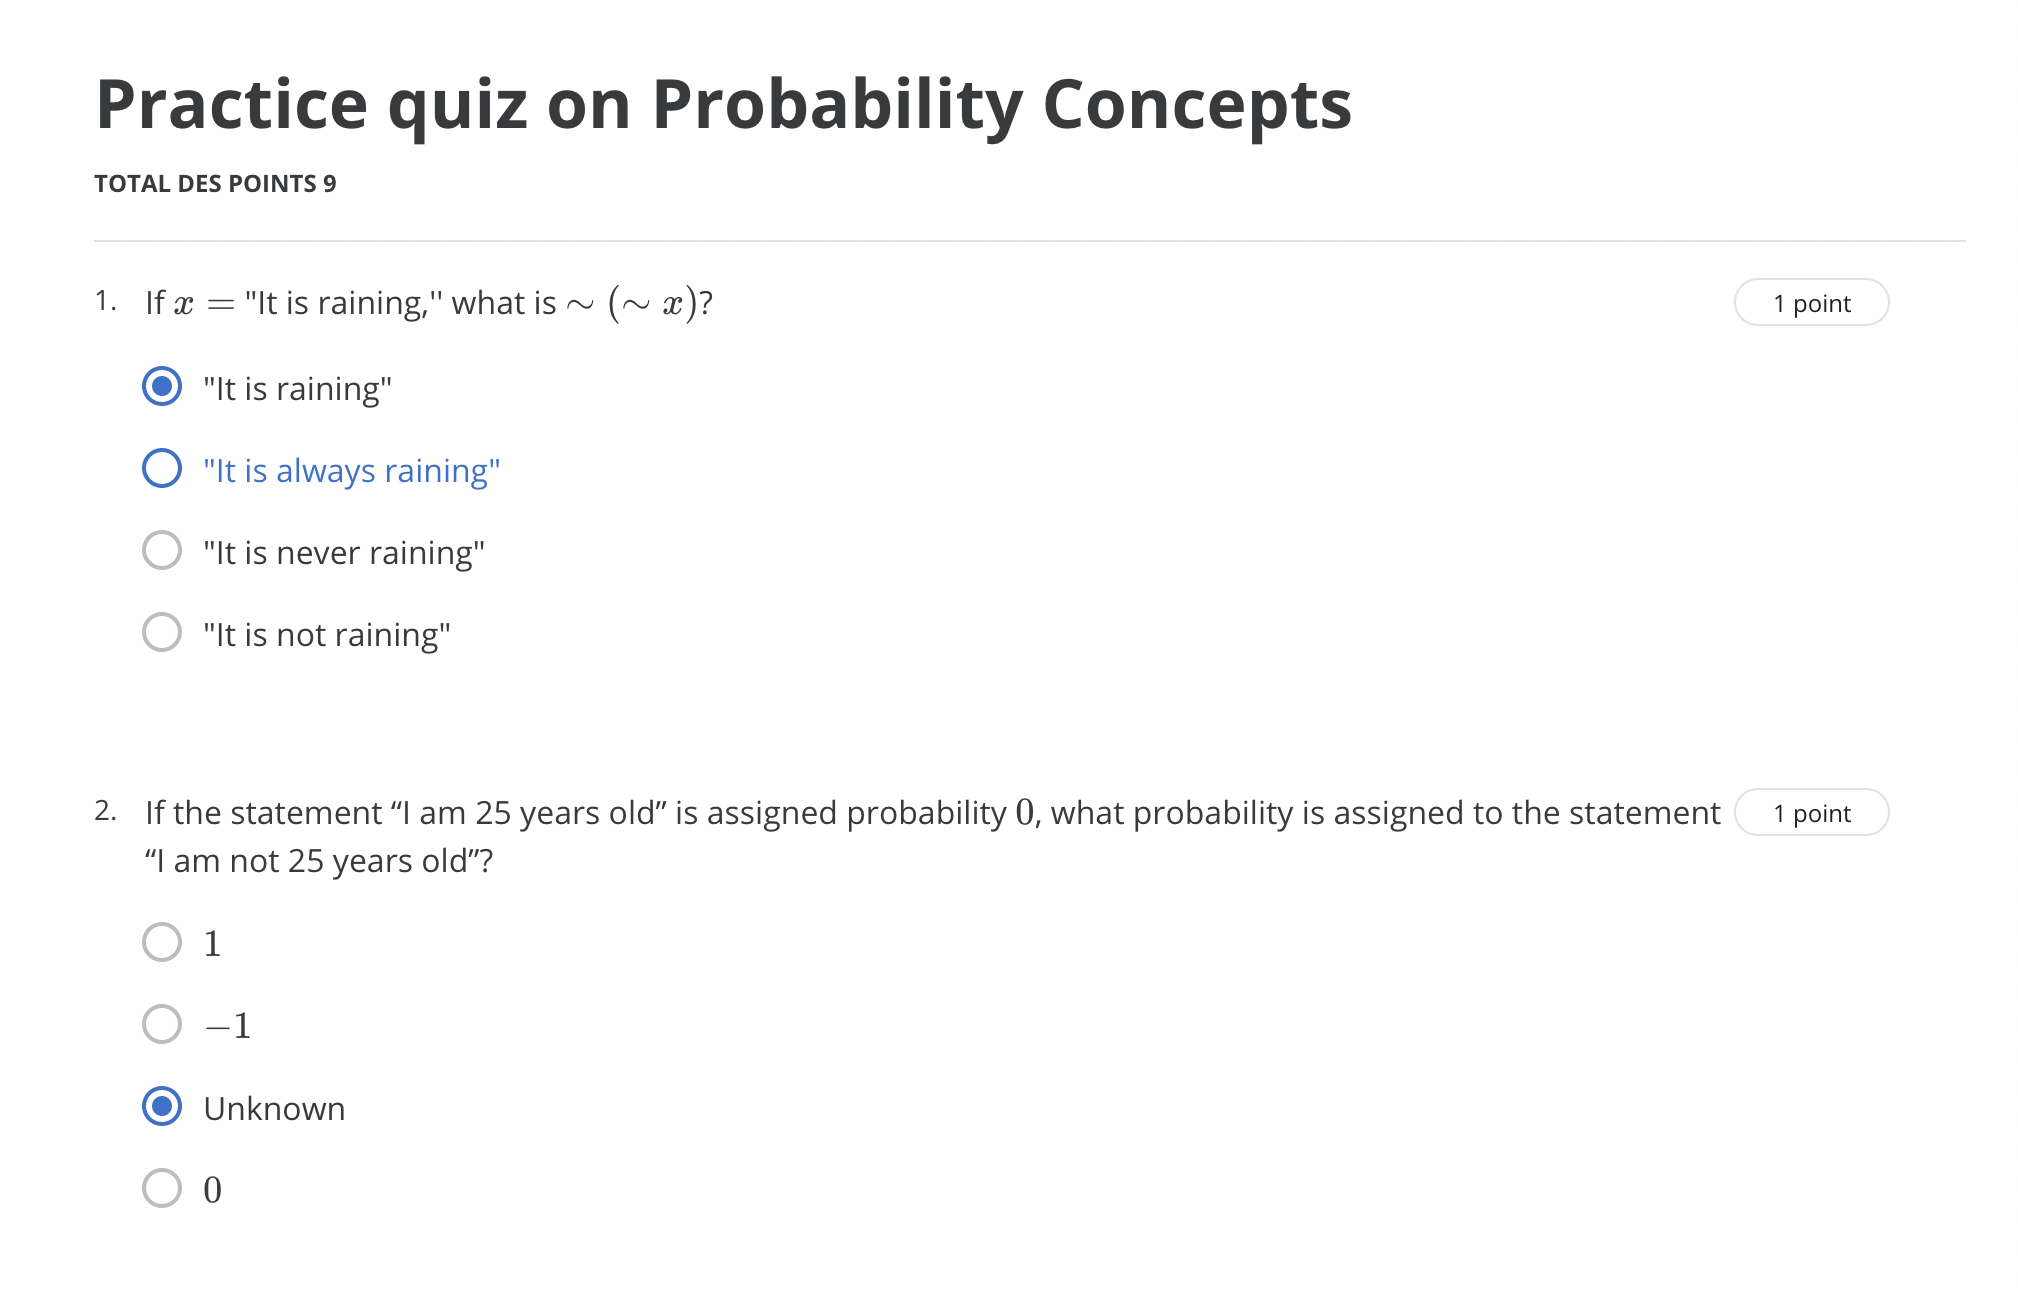 Practice quiz on Probability Concepts
TOTAL DES POINTS 9
1. If x = "It is raining,'' what is ∼ (∼ x)?
1 point
"It is raining"
"It is always raining"
"It is never raining"
"It is not raining"
2. If the statement “I am 25 years old” is assigned probability 0, what probability is assigned to the statement
1 point
“I am not 25 years old”?
1
−1
Unknown
0